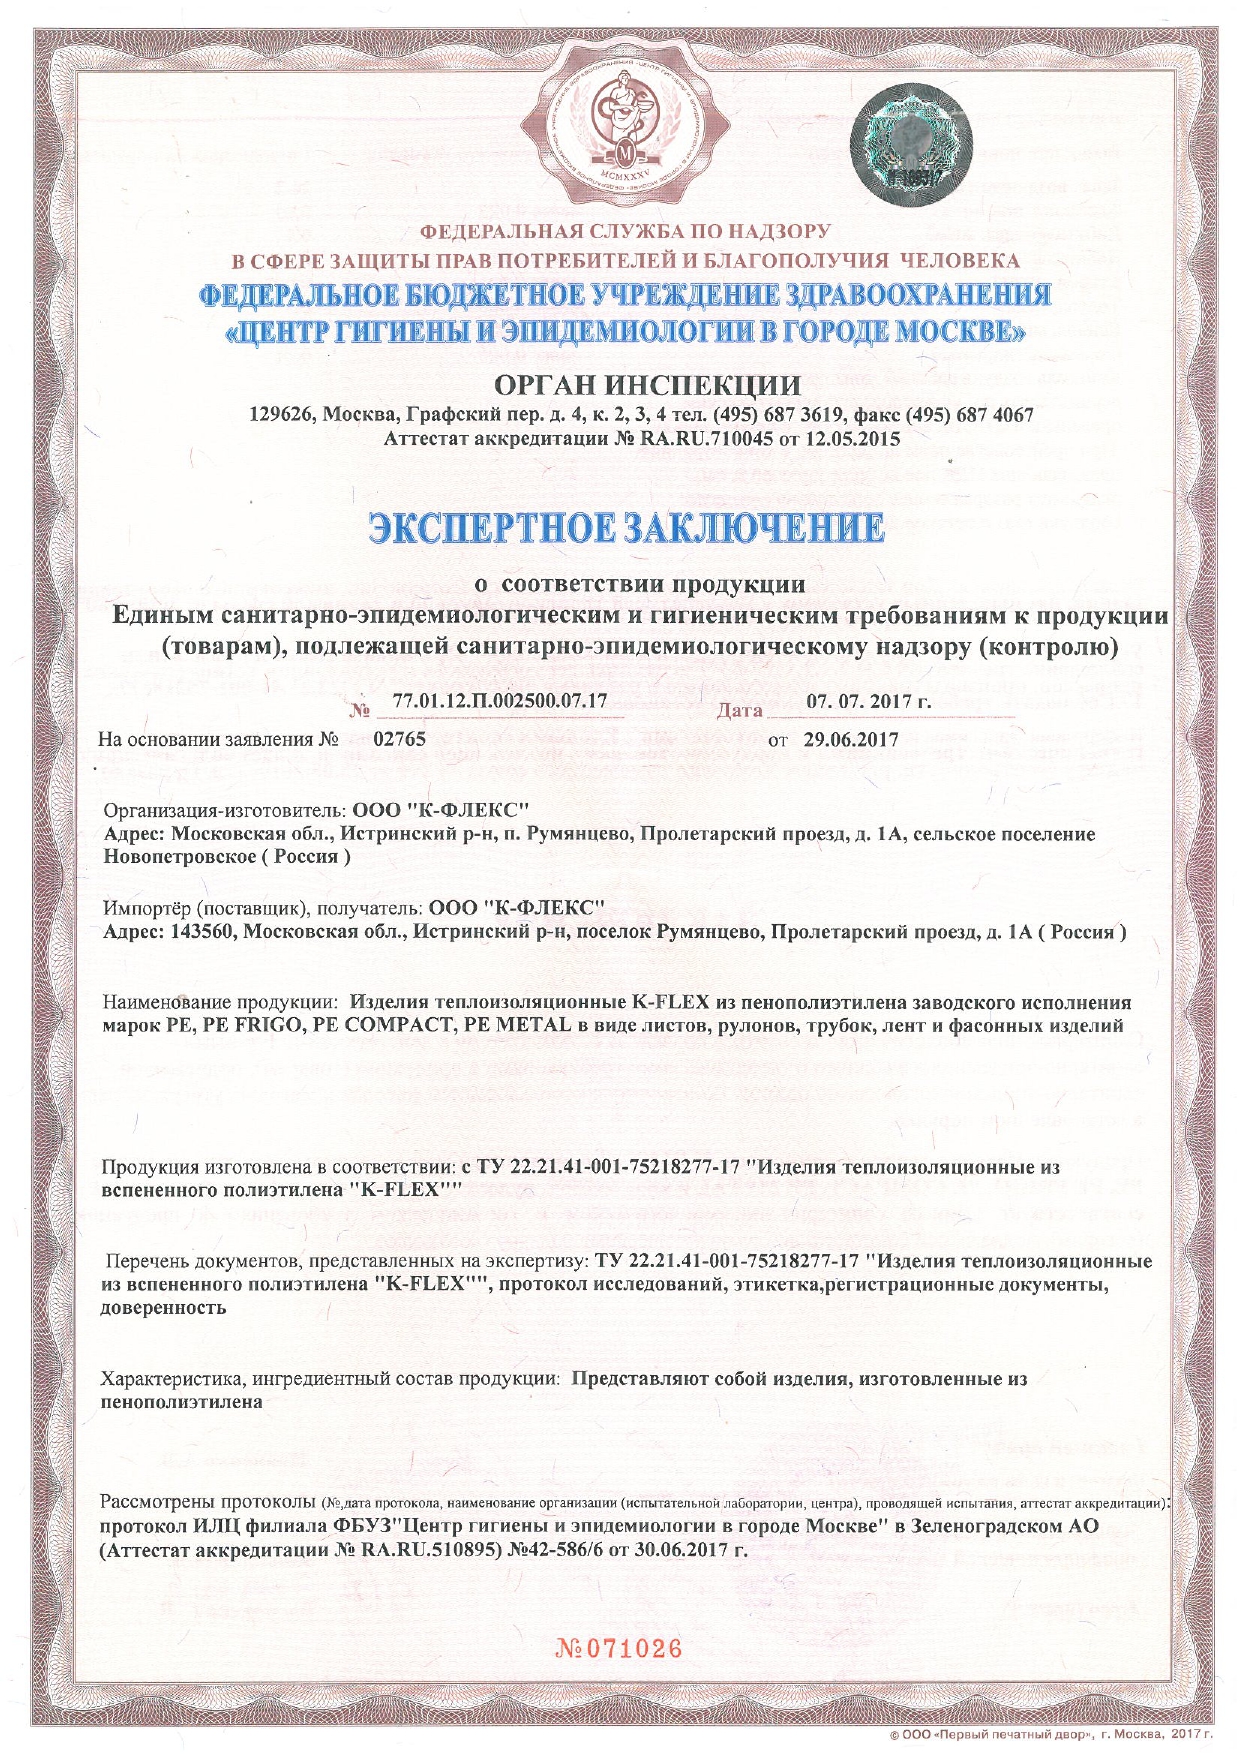 MCMXXXV
М
ФЕДЕРАЛЬНАЯ СЛУЖБА ПО НАДЗОРУ
В СФЕРЕ ЗАЩИТЫ ПРАВ ПОТРЕБИТЕЛЕЙ И БЛАГОПОЛУЧИЯ ЧЕЛОВЕКА
ФЕДЕРАЛЬНОЕ БЮДЖЕТНОЕ УЧРЕЖДЕНИЕ ЗДРАВООХРАНЕНИЯ
«ЦЕНТР ГИГИЕНЫ И ЭПИДЕМИОЛОГИИ В ГОРОДЕ МОСКВЕ»
ОРГАН ИНСПЕКЦИИ
129626, Москва, Графский пер. д. 4, к. 2, 3, 4 тел. (495) 687 3619, факс (495) 687 4067
Аттестат аккредитации № RA.RU.710045 от 12.05.2015
ЭКСПЕРТНОЕ ЗАКЛЮЧЕНИЕ
о соответствии продукции
Единым санитарно-эпидемиологическим и гигиеническим требованиям к продукции
(товарам), подлежащей санитарно-эпидемиологическому надзору (контролю)
№ 77.01.12.П.002500.07.17 Дата 07. 07. 2017 г.
На основании заявления № 02765 от 29.06.2017
Организация-изготовитель: ООО "К-ФЛЕКС"
Адрес: Московская обл., Истринский р-н, п. Румянцево, Пролетарский проезд, д. 1А, сельское поселение
Новопетровское ( Россия )
Импортёр (поставщик), получатель: ООО "К-ФЛЕКС"
Адрес: 143560, Московская обл., Истринский р-н, поселок Румянцево, Пролетарский проезд, д. 1А ( Россия )
Наименование продукции: Изделия теплоизоляционные K-FLEX из пенополиэтилена заводского исполнения
марок PE, PE FRIGO, PE COMPACT, PE METAL в виде листов, рулонов, трубок, лент и фасонных изделий
Продукция изготовлена в соответствии: с ТУ 22.21.41-001-75218277-17 "Изделия теплоизоляционные из
вспененного полиэтилена "K-FLEX""
Перечень документов, представленных на экспертизу: ТУ 22.21.41-001-75218277-17 "Изделия теплоизоляционные
из вспененного полиэтилена "K-FLEX"", протокол исследований, этикетка,регистрационные документы,
доверенность
Характеристика, ингредиентный состав продукции: Представляют собой изделия, изготовленные из
пенополиэтилена
Рассмотрены протоколы (№,дата протокола, наименование организации (испытательной лаборатории, центра), проводящей испытания, аттестат аккредитации):
протокол ИЛЦ филиала ФБУЗ"Центр гигиены и эпидемиологии в городе Москве" в Зеленоградском АО
(Аттестат аккредитации № RA.RU.510895) №42-586/6 от 30.06.2017 г.
№071026
© ООО «Первый печатный двор», г. Москва, 2017 г.